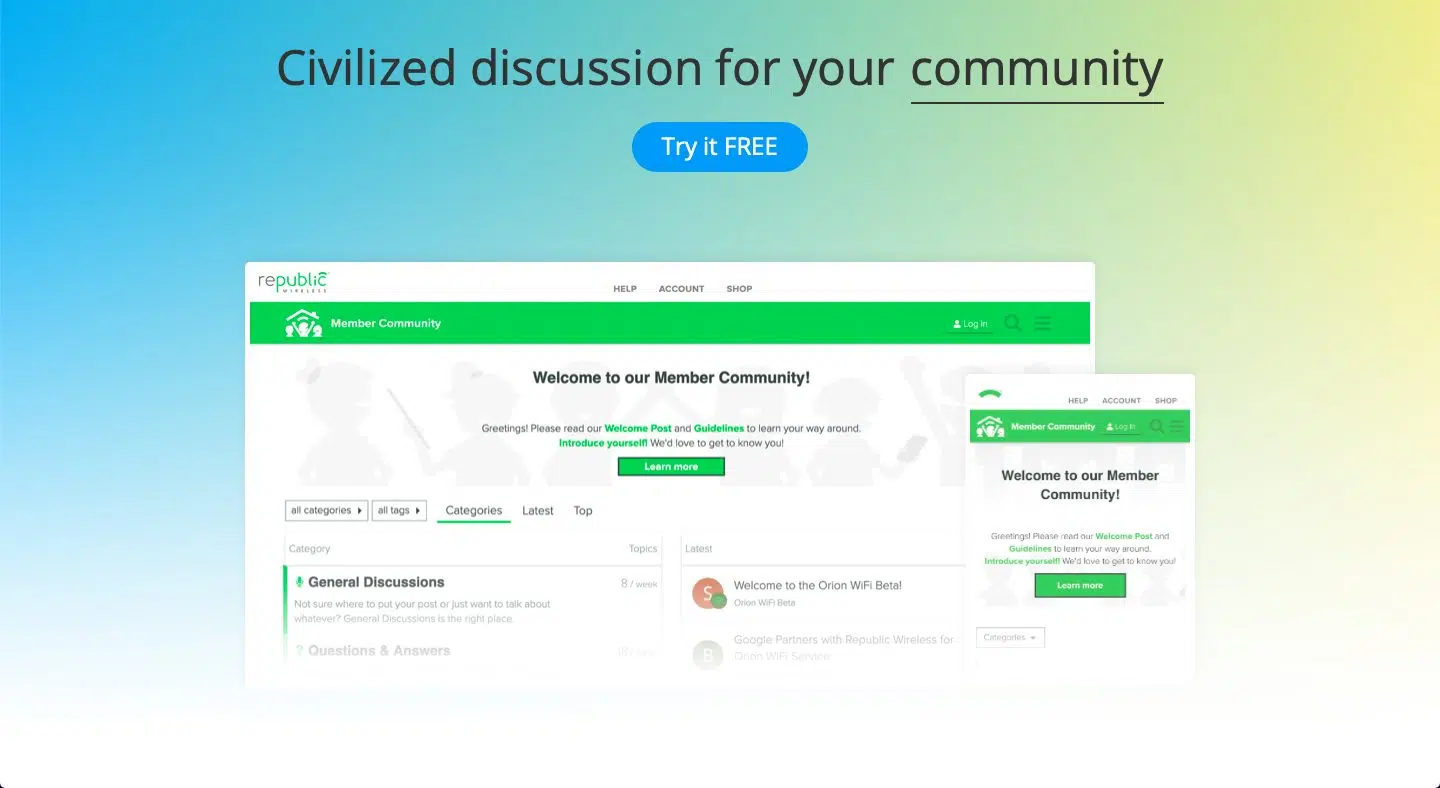 Civilized discussion for your community
Try it FREE
republic
WIRELESS
HELP ACCOUNT SHOP
Member Community
Log In
Welcome to our Member Community!
Greetings! Please read our Welcome Post and Guidelines to learn your way around.
Introduce yourself! We'd love to get to know you!
Learn more
all categories
all tags
Categories
Latest
Top
Category Topics
General Discussions 8 / week
Not sure where to put your post or just want to talk about
whatever? General Discussions is the right place.
? Questions & Answers
Latest
S
Welcome to the Orion WiFi Beta!
Orion WiFi Beta
B
Google Partners with Republic Wireless for
Orion WiFi Service
HELP ACCOUNT SHOP
Member Community
Log In
Welcome to our Member
Community!
Greetings! Please read our Welcome Post and
Guidelines to learn your way around.
Introduce yourself! We'd love to get to know you!
Learn more
Categories